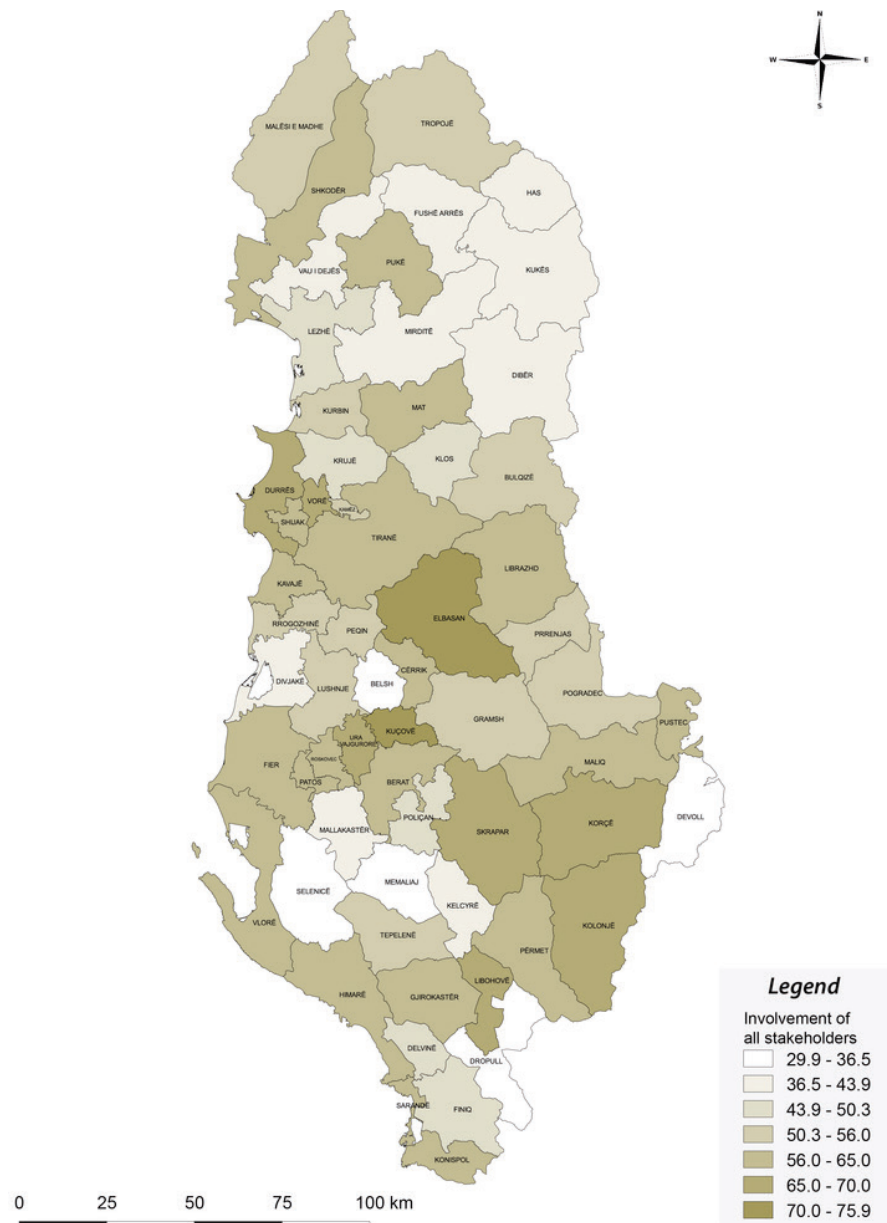 N
W
E
S
MALËSI E MADHE
TROPOJË
SHKODËR
HAS
FUSHË ARRËS
PUKË
VAU I DEJËS
KUKËS
LEZHË
MIRDITË
DIBËR
KURBIN
MAT
KRUJË
KLOS
BULQIZË
DURRËS
VORË
KAMËZ
SHIJAK
TIRANË
LIBRAZHD
KAVAJË
ELBASAN
RROGOZHINË
PEQIN
PRRENJAS
CËRRIK
DIVJAKË
LUSHNJE
BELSH
POGRADEC
GRAMSH
PUSTEC
URA
VAJGURORE
KUÇOVË
ROSKOVEC
FIER
MALIQ
PATOS
BERAT
POLIÇAN
MALLAKASTËR
SKRAPAR
KORÇË
DEVOLL
SELENICË
MEMALIAJ
KELCYRË
VLORË
KOLONJË
TEPELENË
PËRMET
LIBOHOVË
HIMARË
GJIROKASTËR
DELVINË
DROPULL
SARANDË
FINIQ
KONISPOL
Legend
Involvement of
all stakeholders
29.9 - 36.5
36.5 - 43.9
43.9 - 50.3
50.3 - 56.0
56.0 - 65.0
65.0 - 70.0
70.0 - 75.9
0 25 50 75 100 km